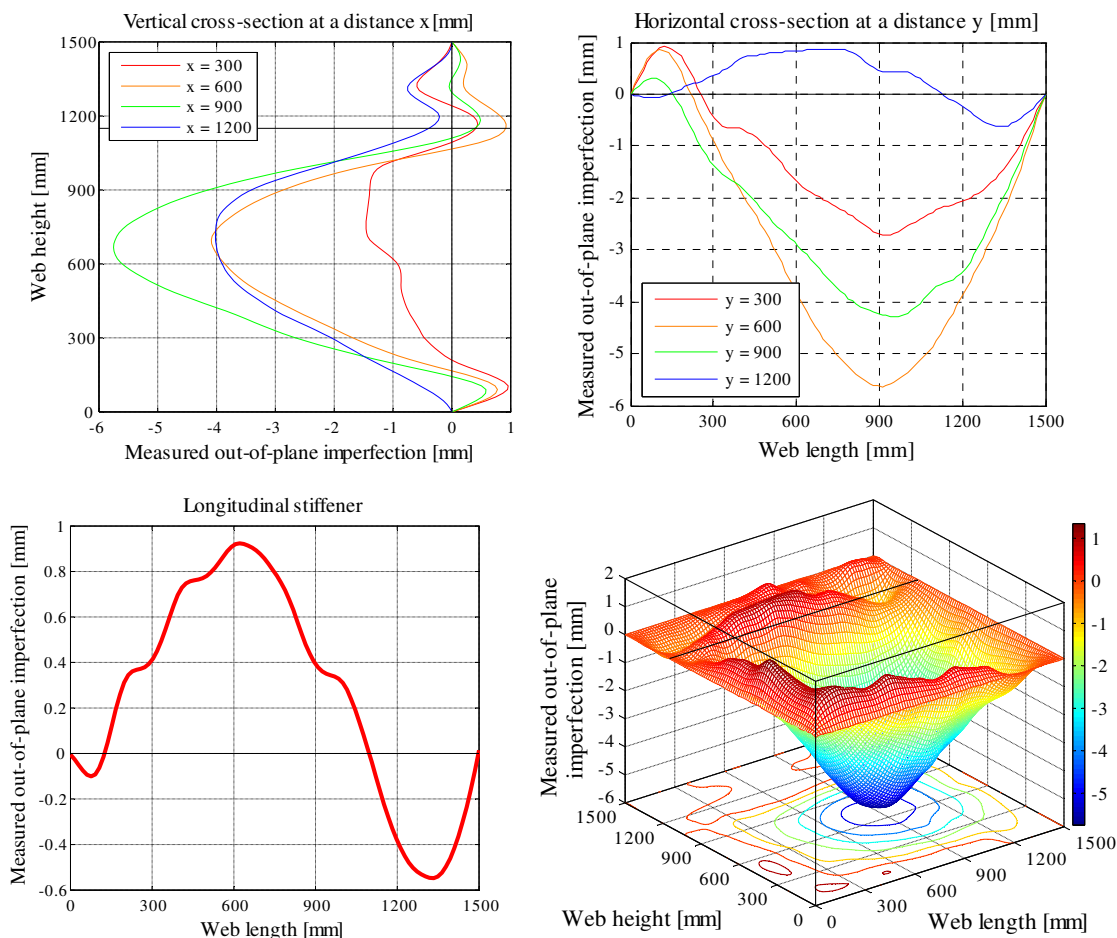 Vertical cross-section at a distance x [mm]
1500
1200
900
600
300
0
Web height [mm]
x = 300
x = 600
x = 900
x = 1200
-6 -5 -4 -3 -2 -1 0 1
Measured out-of-plane imperfection [mm]
Horizontal cross-section at a distance y [mm]
1
0
-1
-2
-3
-4
-5
-6
Measured out-of-plane imperfection [mm]
y = 300
y = 600
y = 900
y = 1200
0 300 600 900 1200 1500
Web length [mm]
Longitudinal stiffener
1
0.8
0.6
0.4
0.2
0
-0.2
-0.4
-0.6
Measured out-of-plane imperfection [mm]
0 300 600 900 1200 1500
Web length [mm]
Measured out-of-plane
imperfection [mm]
2
1
0
-1
-2
-3
-4
-5
-6
1500
1200
900
600
300
0
Web height [mm]
0
300
600
900
1200
1500
Web length [mm]
1
0
-1
-2
-3
-4
-5